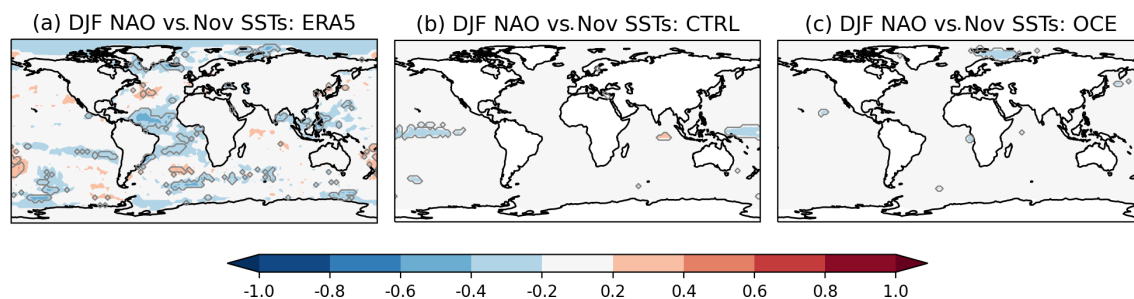 (a) DJF NAO vs.Nov SSTs: ERA5
(b) DJF NAO vs.Nov SSTs: CTRL
(c) DJF NAO vs.Nov SSTs: OCE
-1.0 -0.8 -0.6 -0.4 -0.2 0.2 0.4 0.6 0.8 1.0